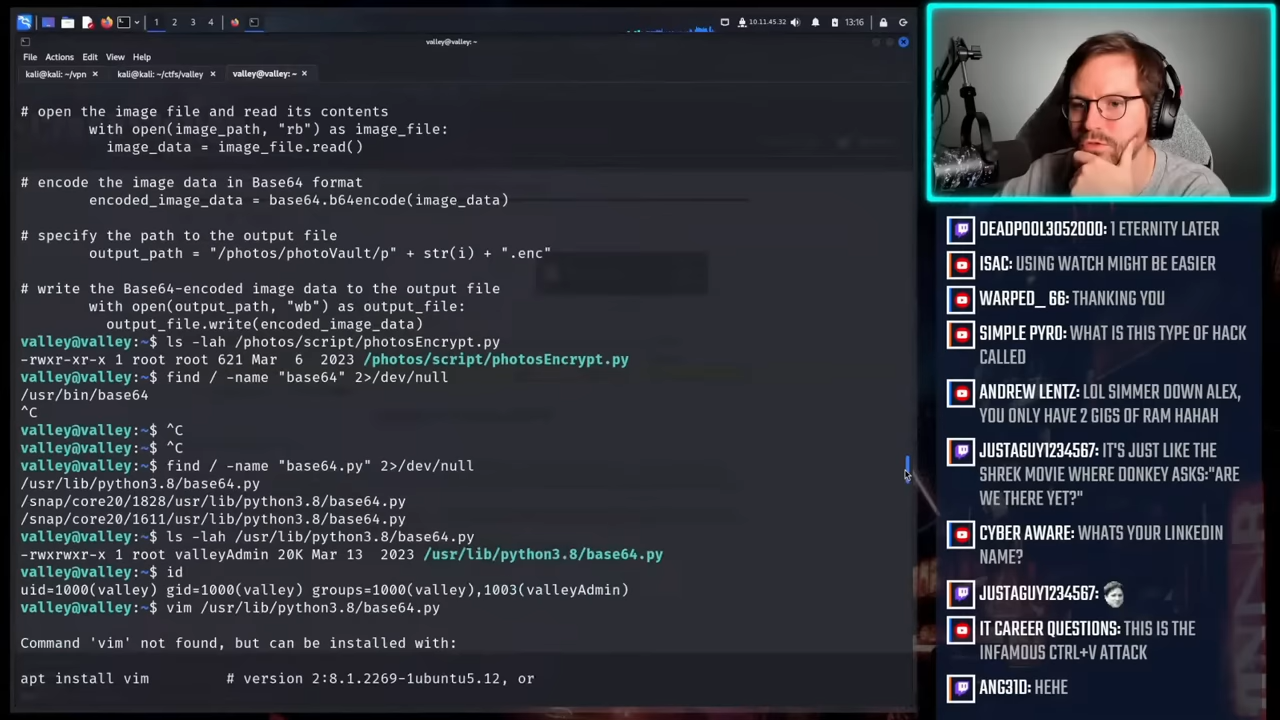 1 2 3 4
10.11.45.32
13:16
valley@valley: ~
File Actions Edit View Help
kali@kali: ~/vpn × kali@kali: ~/ctfs/valley × valley@valley: ~ ×
# open the image file and read its contents
with open(image_path, "rb") as image_file:
image_data = image_file.read()
# encode the image data in Base64 format
encoded_image_data = base64.b64encode(image_data)
# specify the path to the output file
output_path = "/photos/photoVault/p" + str(i) + ".enc"
# write the Base64-encoded image data to the output file
with open(output_path, "wb") as output_file:
output_file.write(encoded_image_data)
valley@valley:~$ ls -lah /photos/script/photosEncrypt.py
-rwxr-xr-x 1 root root 621 Mar 6 2023 /photos/script/photosEncrypt.py
valley@valley:~$ find / -name "base64" 2>/dev/null
/usr/bin/base64
^C
valley@valley:~$ ^C
valley@valley:~$ ^C
valley@valley:~$ find / -name "base64.py" 2>/dev/null
/usr/lib/python3.8/base64.py
/snap/core20/1828/usr/lib/python3.8/base64.py
/snap/core20/1611/usr/lib/python3.8/base64.py
valley@valley:~$ ls -lah /usr/lib/python3.8/base64.py
-rwxrwxr-x 1 root valleyAdmin 20K Mar 13 2023 /usr/lib/python3.8/base64.py
valley@valley:~$ id
uid=1000(valley) gid=1000(valley) groups=1000(valley),1003(valleyAdmin)
valley@valley:~$ vim /usr/lib/python3.8/base64.py
Command 'vim' not found, but can be installed with:
apt install vim # version 2:8.1.2269-1ubuntu5.12, or
DEADPOOL3052000: 1 ETERNITY LATER
ISAC: USING WATCH MIGHT BE EASIER
WARPED_ 66: THANKING YOU
SIMPLE PYRO: WHAT IS THIS TYPE OF HACK
CALLED
ANDREW LENTZ: LOL SIMMER DOWN ALEX,
YOU ONLY HAVE 2 GIGS OF RAM HAHAH
JUSTAGUY1234567: IT'S JUST LIKE THE
SHREK MOVIE WHERE DONKEY ASKS:"ARE
WE THERE YET?"
CYBER AWARE: WHATS YOUR LINKEDIN
NAME?
JUSTAGUY1234567:
IT CAREER QUESTIONS: THIS IS THE
INFAMOUS CTRL+V ATTACK
ANG31D: HEHE